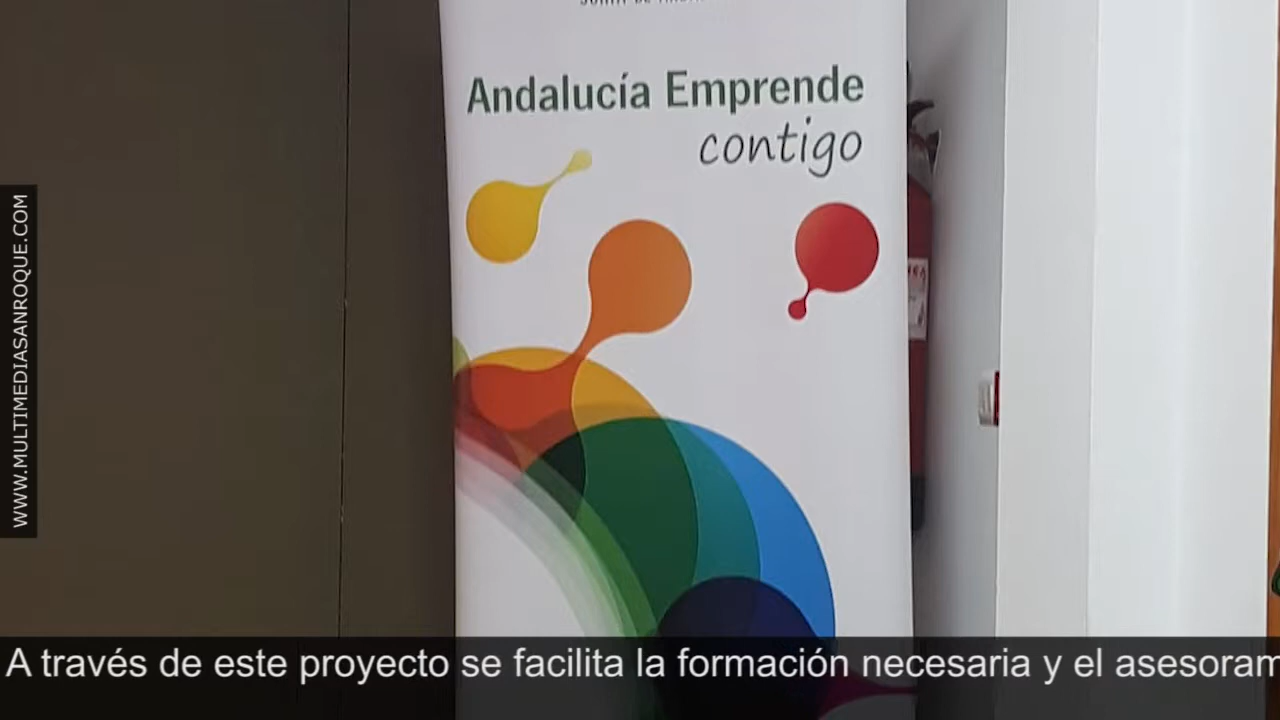 Andalucía Emprende
contigo
WWW.MULTIMEDIASANROQUE.COM
A través de este proyecto se facilita la formación necesaria y el asesoram